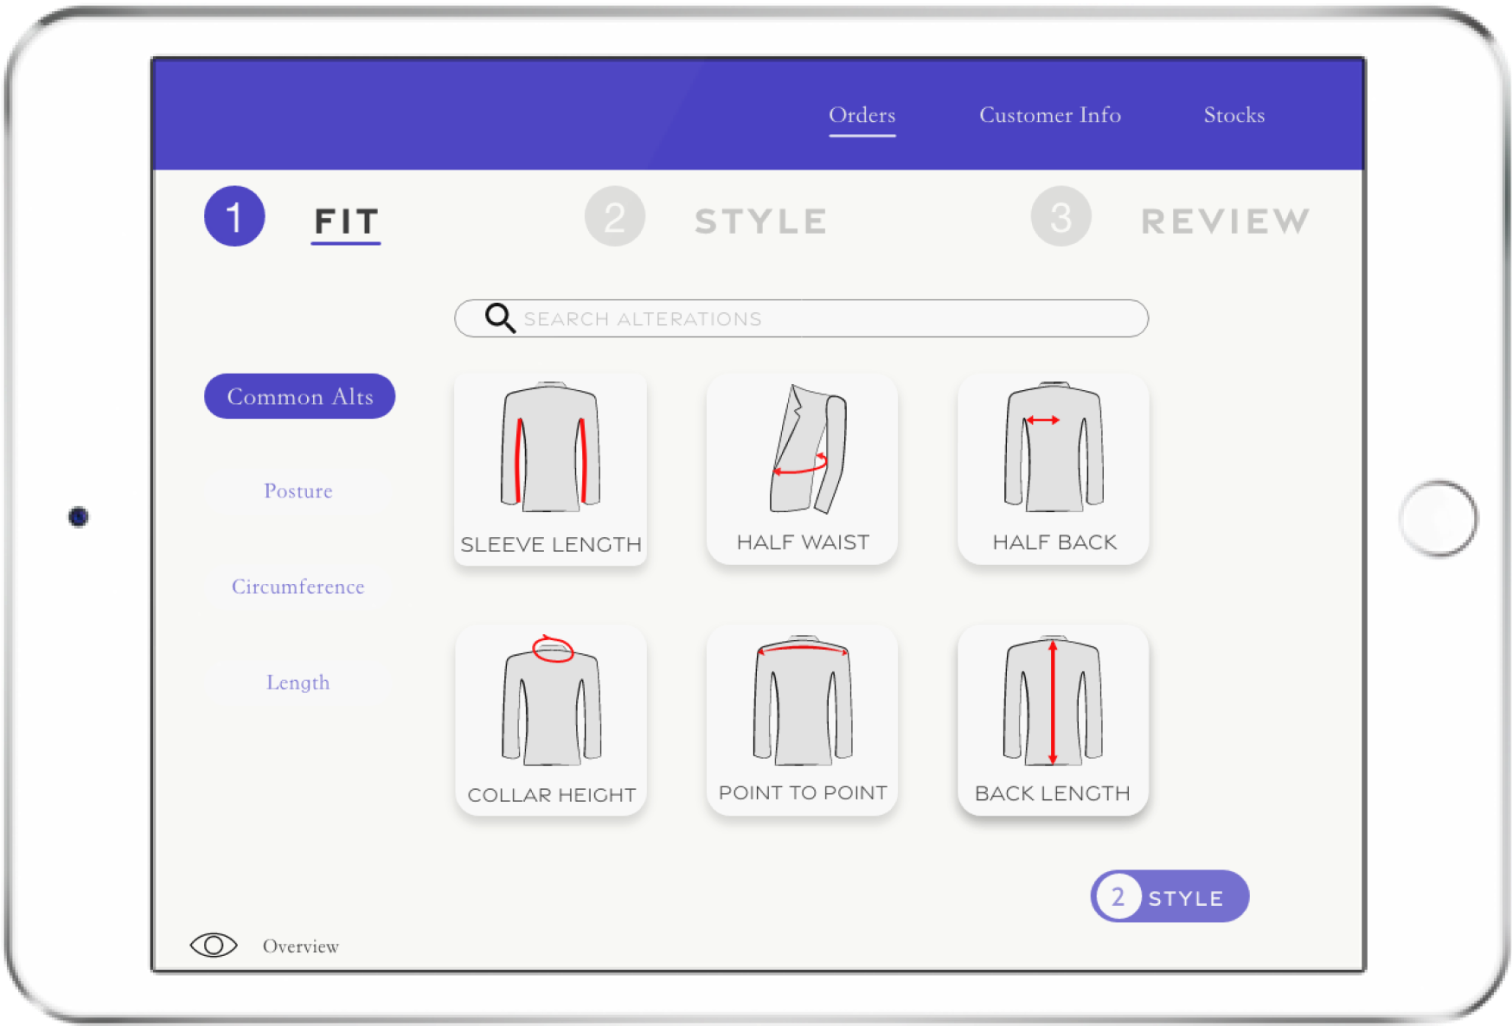 Orders Customer Info Stocks
1 FIT 2 STYLE 3 REVIEW
SEARCH ALTERATIONS
Common Alts
Posture
Circumference
Length
SLEEVE LENGTH HALF WAIST HALF BACK
COLLAR HEIGHT POINT TO POINT BACK LENGTH
2 STYLE
Overview